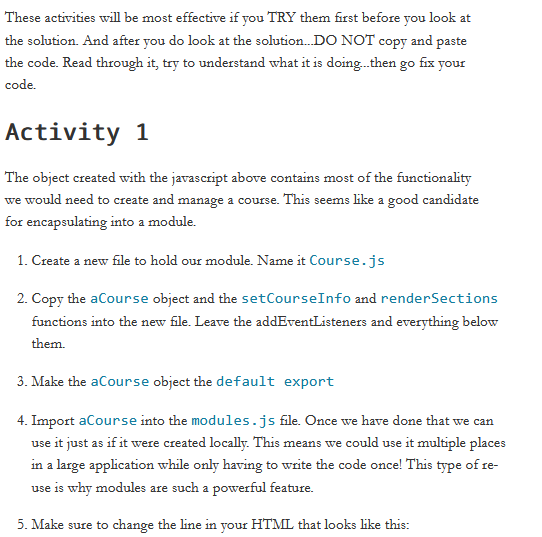 These activities will be most effective if you TRY them first before you look at
the solution. And after you do look at the solution...DO NOT copy and paste
the code. Read through it, try to understand what it is doing...then go fix your
code.
Activity 1
The object created with the javascript above contains most of the functionality
we would need to create and manage a course. This seems like a good candidate
for encapsulating into a module.
1. Create a new file to hold our module. Name it Course.js
2. Copy the aCourse object and the setCourseInfo and renderSections
functions into the new file. Leave the addEventListeners and everything below
them.
3. Make the aCourse object the default export
4. Import aCourse into the modules.js file. Once we have done that we can
use it just as if it were created locally. This means we could use it multiple places
in a large application while only having to write the code once! This type of re-
use is why modules are such a powerful feature.
5. Make sure to change the line in your HTML that looks like this: